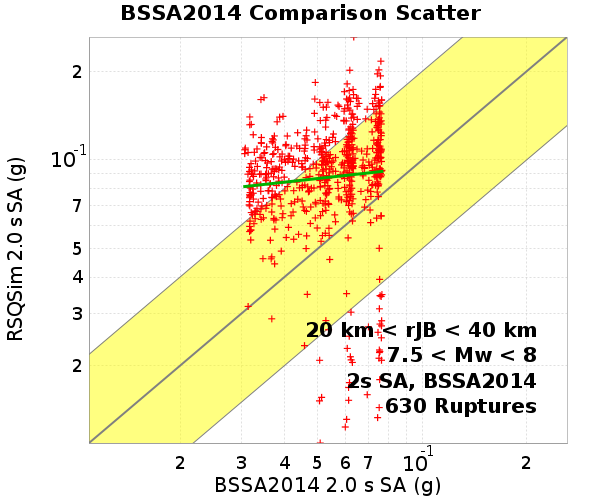 BSSA2014 Comparison Scatter
RSQSim 2.0 s SA (g)
2
10^-1
7
5
4
3
2
20 km < rJB < 40 km
7.5 < Mw < 8
2s SA, BSSA2014
630 Ruptures
2 3 4 5 6 7 10^-1 2
BSSA2014 2.0 s SA (g)